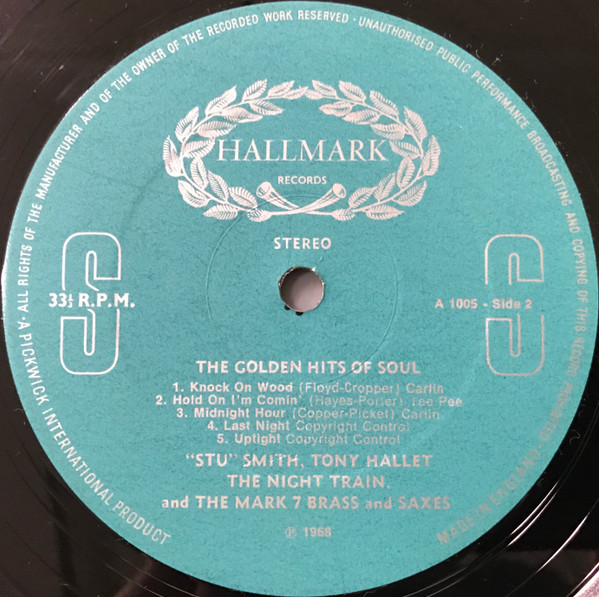 A PICKWICK INTERNATIONAL PRODUCT · ALL RIGHTS OF THE MANUFACTURER AND OF THE OWNER OF THE RECORDED WORK RESERVED · UNAUTHORISED PUBLIC PERFORMANCE BROADCASTING AND COPYING OF THIS RECORD PROHIBITED
MADE IN ENGLAND
HALLMARK
RECORDS
STEREO
S
S
33⅓ R.P.M.
A 1005 - Side 2
THE GOLDEN HITS OF SOUL
1. Knock On Wood (Floyd-Cropper) Carlin
2. Hold On I'm Comin' (Hayes-Porter) Tee Pee
3. Midnight Hour (Copper-Picket) Carlin
4. Last Night Copyright Control
5. Uptight Copyright Control
"STU" SMITH, TONY HALLET
THE NIGHT TRAIN,
and THE MARK 7 BRASS and SAXES
℗ 1968